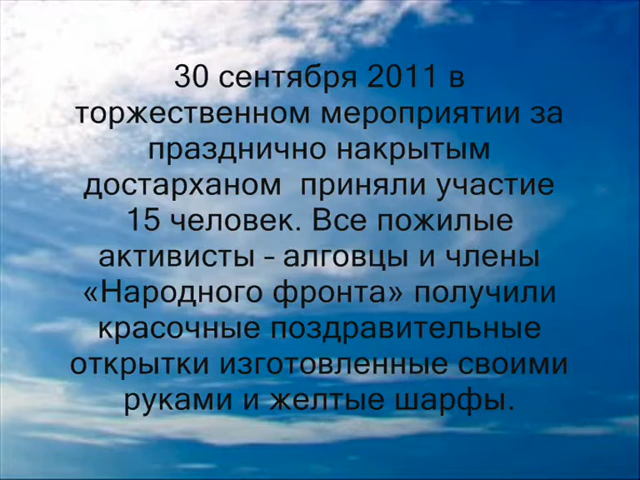 30 сентября 2011 в
торжественном мероприятии за
празднично накрытым
достарханом  приняли участие
15 человек. Все пожилые
активисты - алговцы и члены
«Народного фронта» получили
красочные поздравительные
открытки изготовленные своими
руками и желтые шарфы.